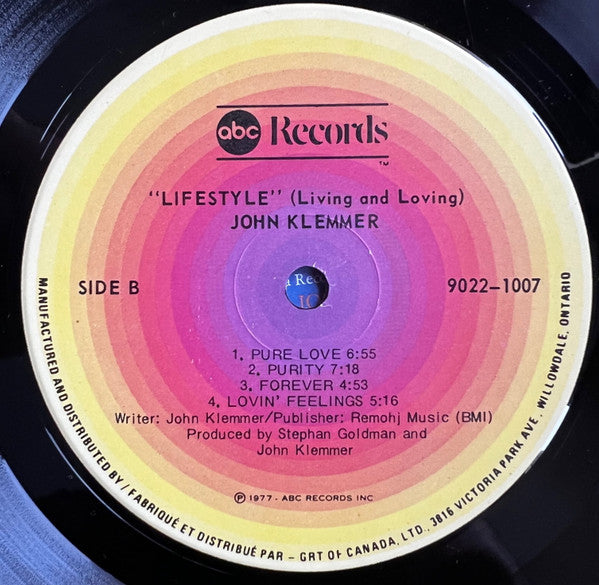 abc Records
TM
"LIFESTYLE" (Living and Loving)
JOHN KLEMMER
SIDE B
9022-1007
1. PURE LOVE 6:55
2. PURITY 7:18
3. FOREVER 4:53
4. LOVIN' FEELINGS 5:16
Writer: John Klemmer/Publisher: Remohj Music (BMI)
Produced by Stephan Goldman and
John Klemmer
Ⓟ 1977 - ABC RECORDS INC
MANUFACTURED AND DISTRIBUTED BY / FABRIQUÉ ET DISTRIBUÉ PAR - GRT OF CANADA, LTD., 3816 VICTORIA PARK AVE. WILLOWDALE, ONTARIO